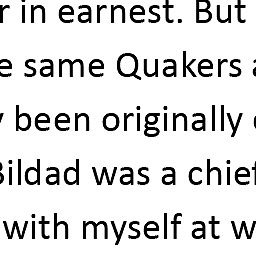 r in earnest. But
e same Quakers a
been originally
Bildad was a chief
with myself at w